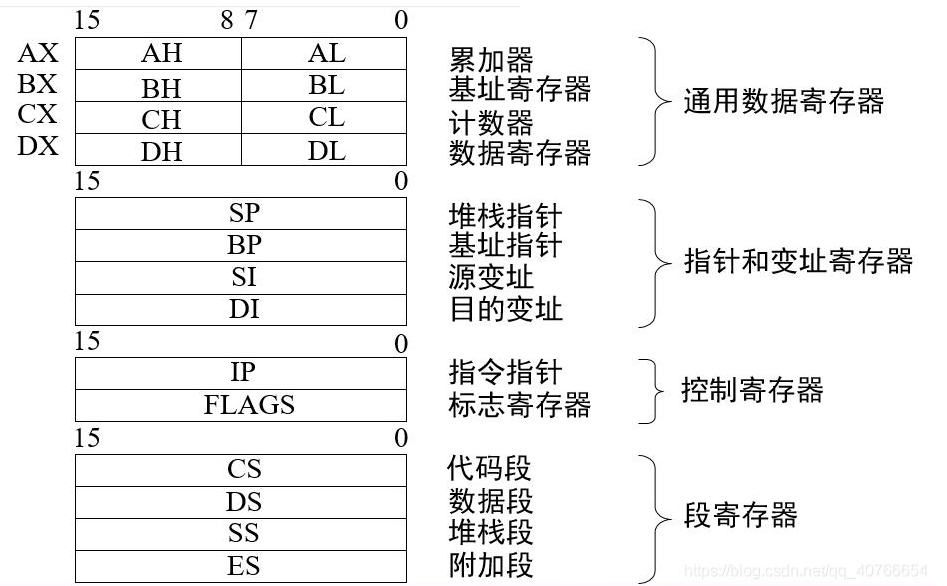 15 8 7 0
AX AH AL 累加器
BX BH BL 基址寄存器
CX CH CL 计数器
DX DH DL 数据寄存器
通用数据寄存器
15 0
SP 堆栈指针
BP 基址指针
SI 源变址
DI 目的变址
指针和变址寄存器
15 0
IP 指令指针
FLAGS 标志寄存器
控制寄存器
15 0
CS 代码段
DS 数据段
SS 堆栈段
ES 附加段
段寄存器
https://blog.csdn.net/qq_40766654